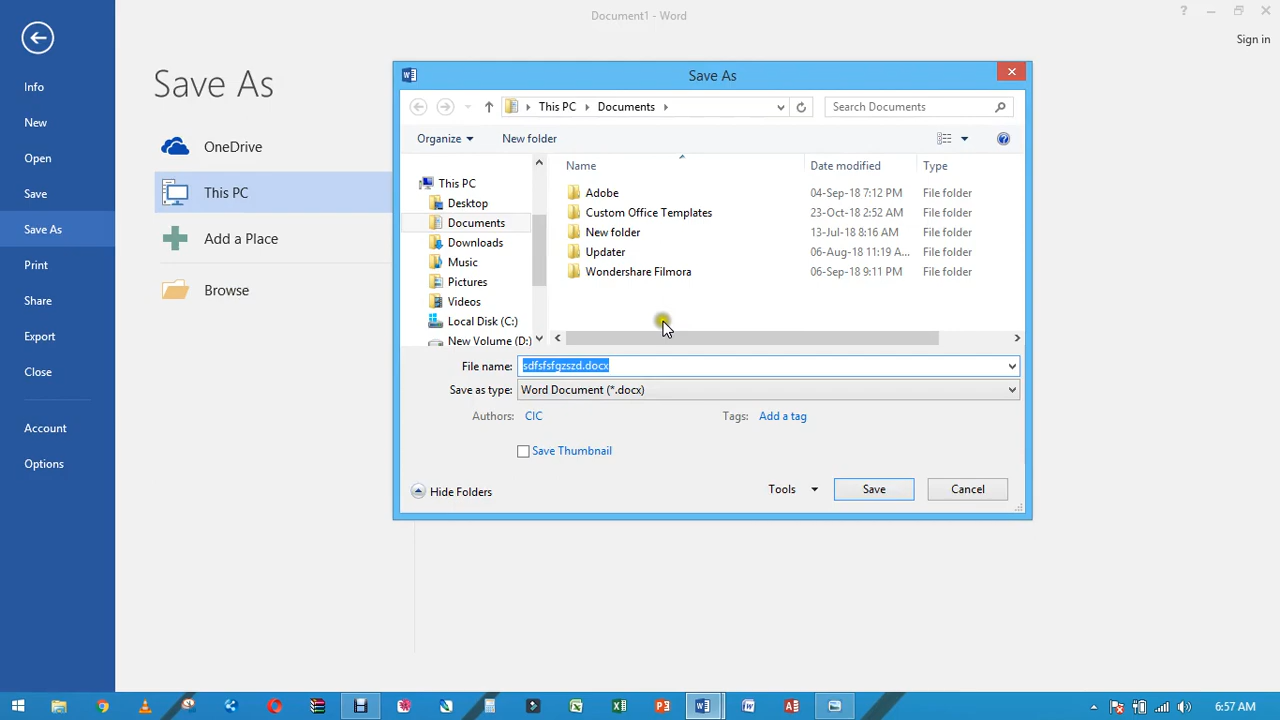 Document1 - Word
Sign in
Info
New
Open
Save
Save As
Print
Share
Export
Close
Account
Options
Save As
OneDrive
This PC
Add a Place
Browse
Save As
This PC
Documents
Search Documents
Organize
New folder
This PC
Desktop
Documents
Downloads
Music
Pictures
Videos
Local Disk (C:)
New Volume (D:)
Name Date modified Type
Adobe 04-Sep-18 7:12 PM File folder
Custom Office Templates 23-Oct-18 2:52 AM File folder
New folder 13-Jul-18 8:16 AM File folder
Updater 06-Aug-18 11:19 A... File folder
Wondershare Filmora 06-Sep-18 9:11 PM File folder
File name: sdfsfsfgzszd.docx
Save as type: Word Document (*.docx)
Authors: CIC Tags: Add a tag
Save Thumbnail
Hide Folders Tools Save Cancel
6:57 AM